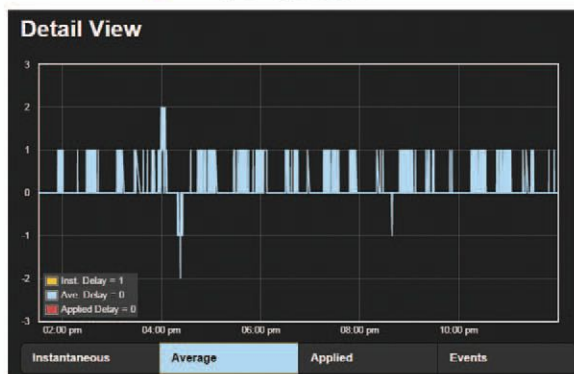 Detail View
3
2
1
0
-1
-2
-3
Inst. Delay = 1
Ave. Delay = 0
Applied Delay = 0
02:00 pm 04:00 pm 06:00 pm 08:00 pm 10:00 pm
Instantaneous Average Applied Events